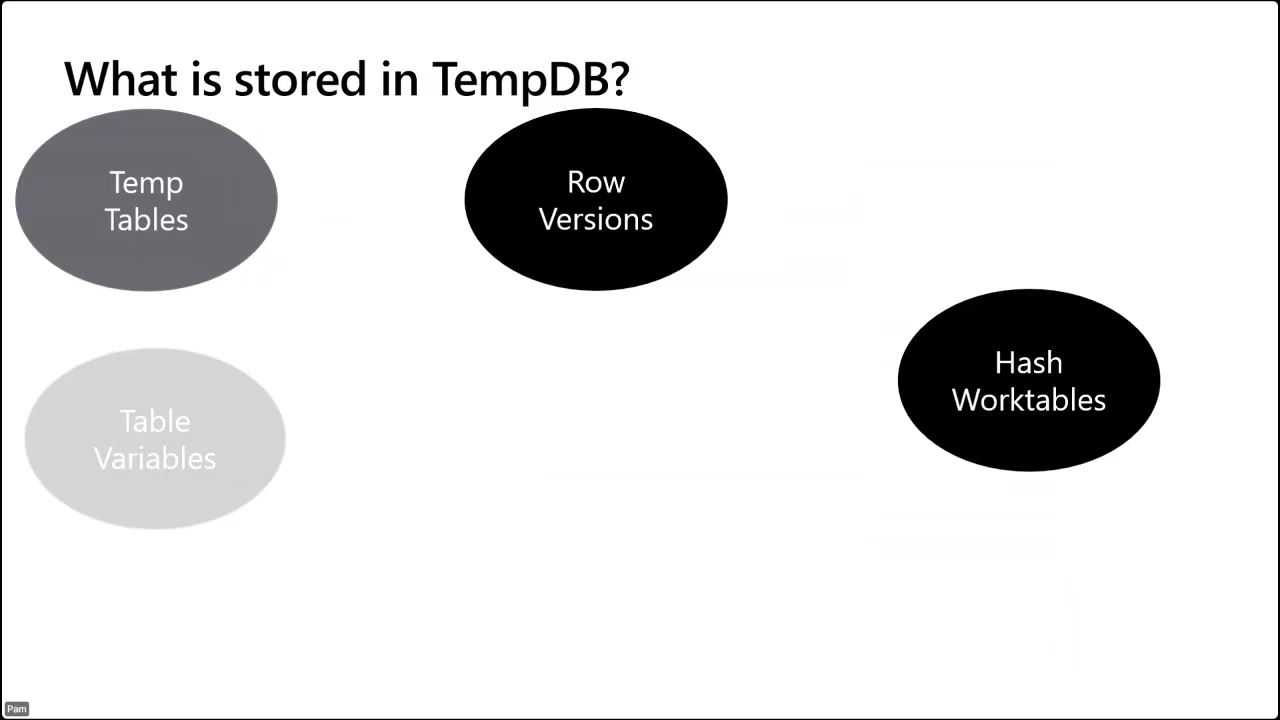 What is stored in TempDB?
Temp
Tables
Row
Versions
Hash
Worktables
Table
Variables
Pam